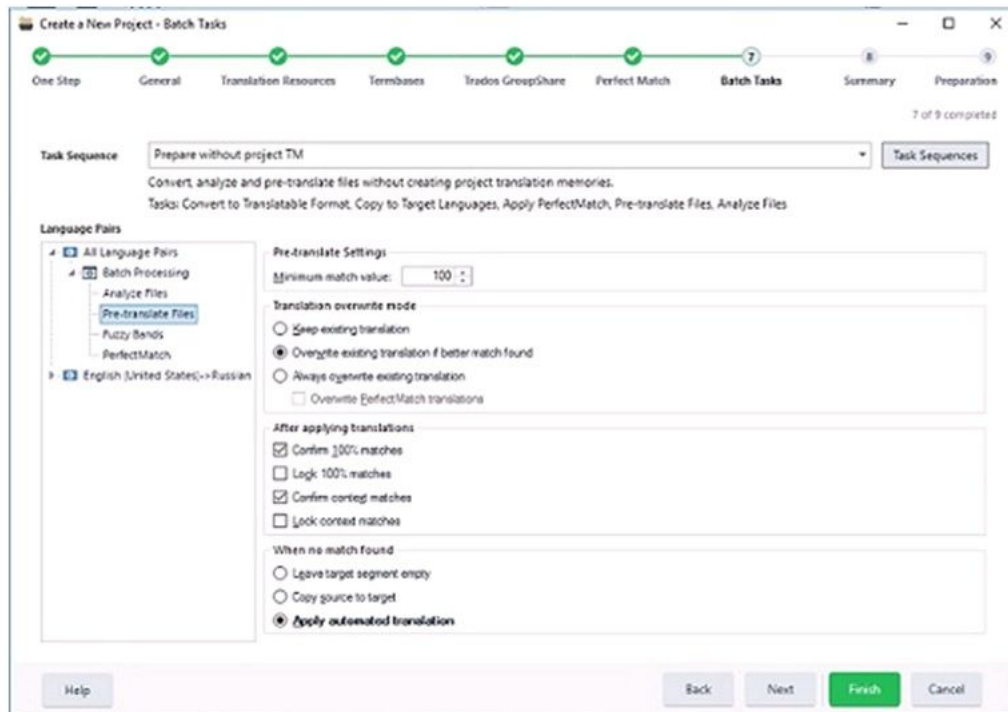 Create a New Project - Batch Tasks
One Step
General
Translation Resources
Termbases
Trados GroupShare
Perfect Match
7
Batch Tasks
8
Summary
9
Preparation
7 of 9 completed
Task Sequence
Prepare without project TM
Task Sequences
Convert, analyze and pre-translate files without creating project translation memories.
Tasks: Convert to Translatable Format, Copy to Target Languages, Apply PerfectMatch, Pre-translate Files, Analyze Files
Language Pairs
All Language Pairs
Batch Processing
Analyze Files
Pre-translate Files
Fuzzy Bands
PerfectMatch
English (United States)->Russian
Pre-translate Settings
Minimum match value: 100
Translation overwrite mode
Keep existing translation
Overwrite existing translation if better match found
Always overwrite existing translation
Overwrite PerfectMatch translations
After applying translations
Confirm 100% matches
Lock 100% matches
Confirm context matches
Lock context matches
When no match found
Leave target segment empty
Copy source to target
Apply automated translation
Help
Back
Next
Finish
Cancel